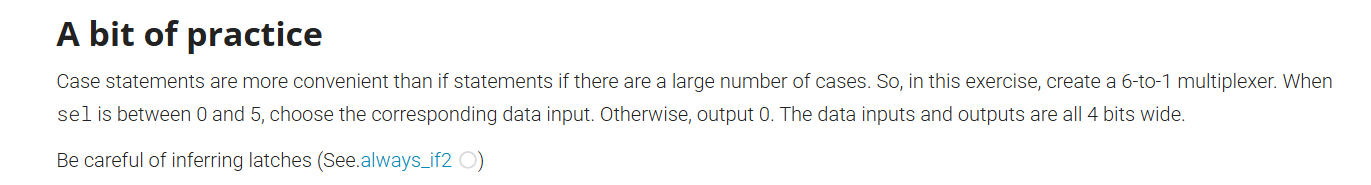 A bit of practice
Case statements are more convenient than if statements if there are a large number of cases. So, in this exercise, create a 6-to-1 multiplexer. When
sel is between 0 and 5, choose the corresponding data input. Otherwise, output 0. The data inputs and outputs are all 4 bits wide.
Be careful of inferring latches (See.always_if2 )